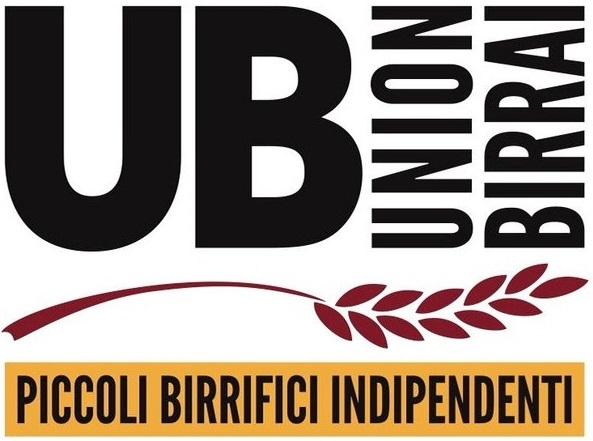 UB
UNION
BIRRAI
PICCOLI BIRRIFICI INDIPENDENTI